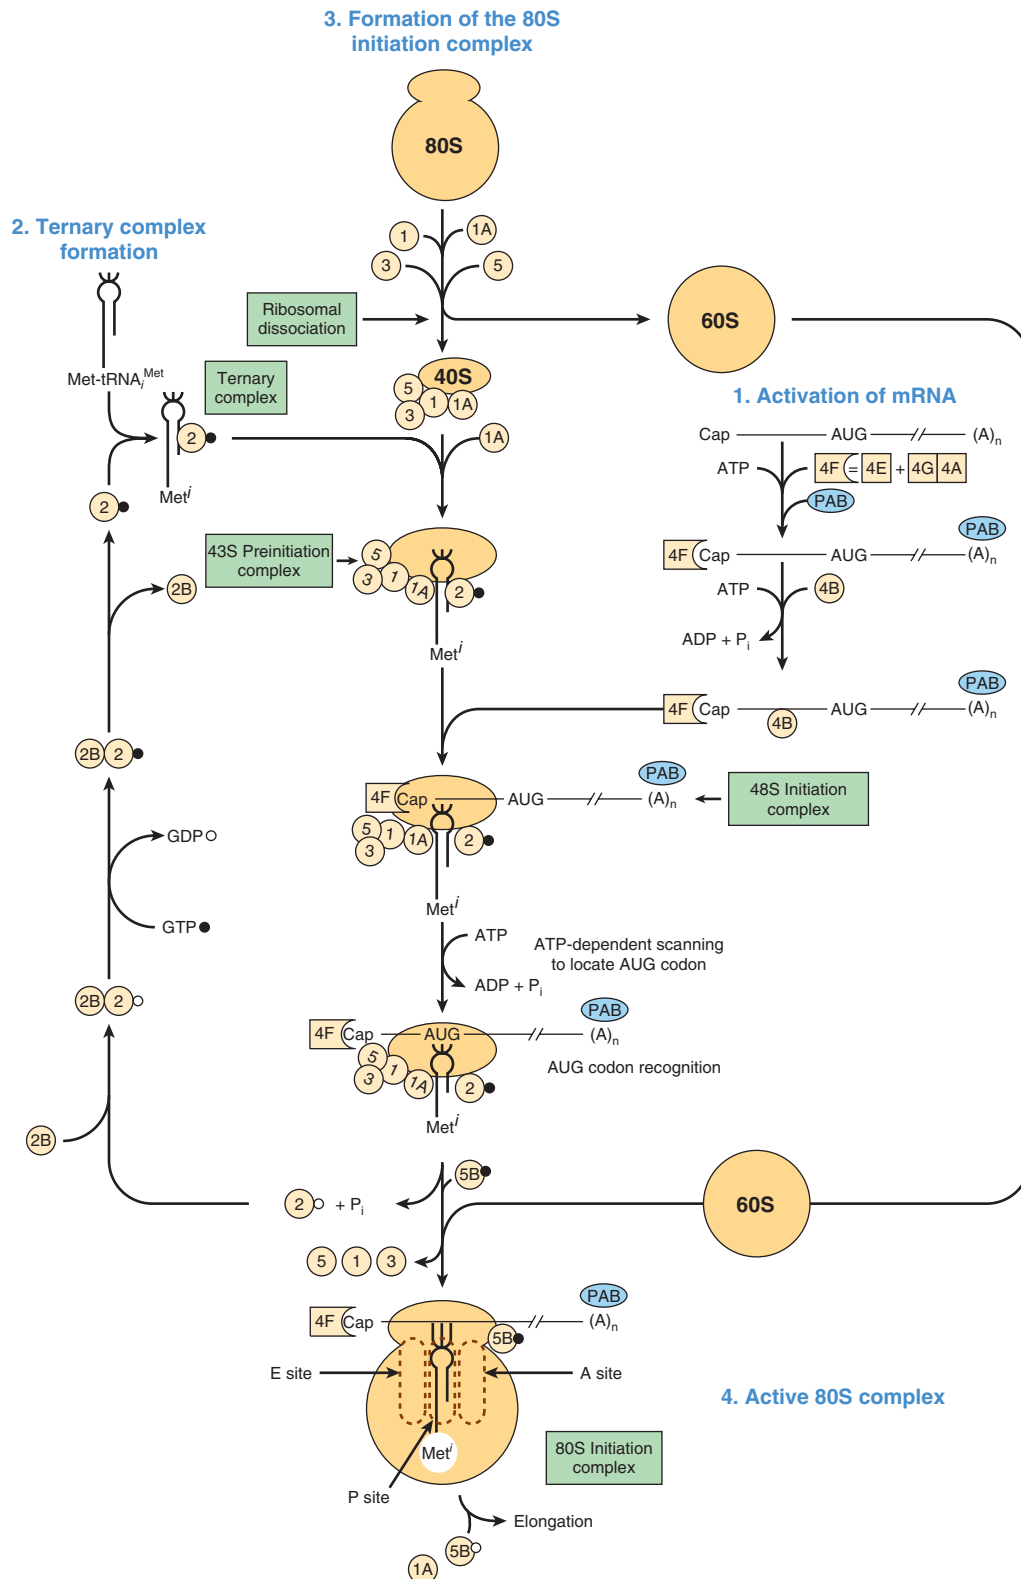 3. Formation of the 80S
initiation complex
80S
2. Ternary complex
formation
1
1A
3
5
60S
Ribosomal
dissociation
Met-tRNAiMet
Ternary
complex
40S
5
1
1A
3
1. Activation of mRNA
Cap AUG (A)n
2
1A
ATP
4F = 4E + 4G 4A
Meti
2
PAB
43S Preinitiation
complex
5
3
1
1A
2
PAB
4F Cap AUG (A)n
2B
ATP
4B
ADP + Pi
Meti
PAB
4F Cap AUG (A)n
4B
2B 2
PAB
4F Cap AUG (A)n
48S Initiation
complex
5
1
1A
2
3
GDP
GTP
Meti
ATP
ATP-dependent scanning
to locate AUG codon
ADP + Pi
2B 2
PAB
4F Cap AUG (A)n
5
3
1
1A
2
AUG codon recognition
Meti
2B
5B
2 + Pi
60S
5 1 3
PAB
4F Cap (A)n
5B
E site
A site
4. Active 80S complex
Meti
80S Initiation
complex
P site
Elongation
5B
1A